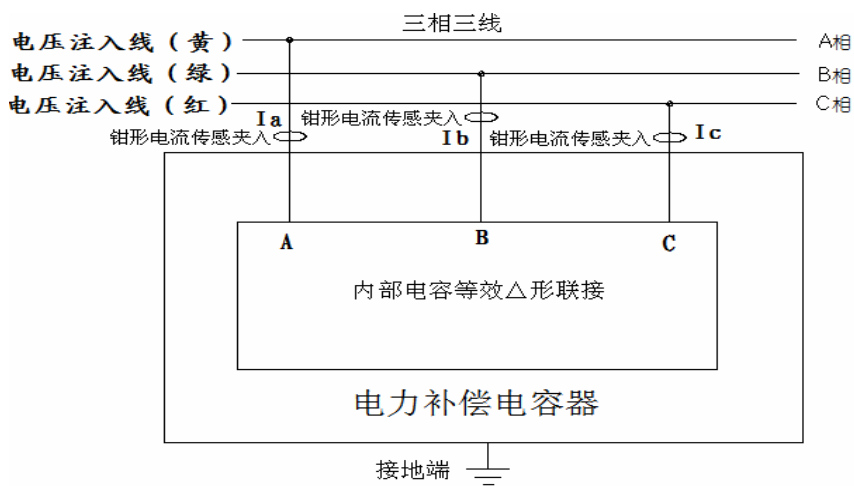 三相三线
电压注入线（黄） A相
电压注入线（绿） B相
电压注入线（红） C相
Ia 钳形电流传感夹入
钳形电流传感夹入 Ib 钳形电流传感夹入 Ic
A B C
内部电容等效△形联接
电力补偿电容器
接地端